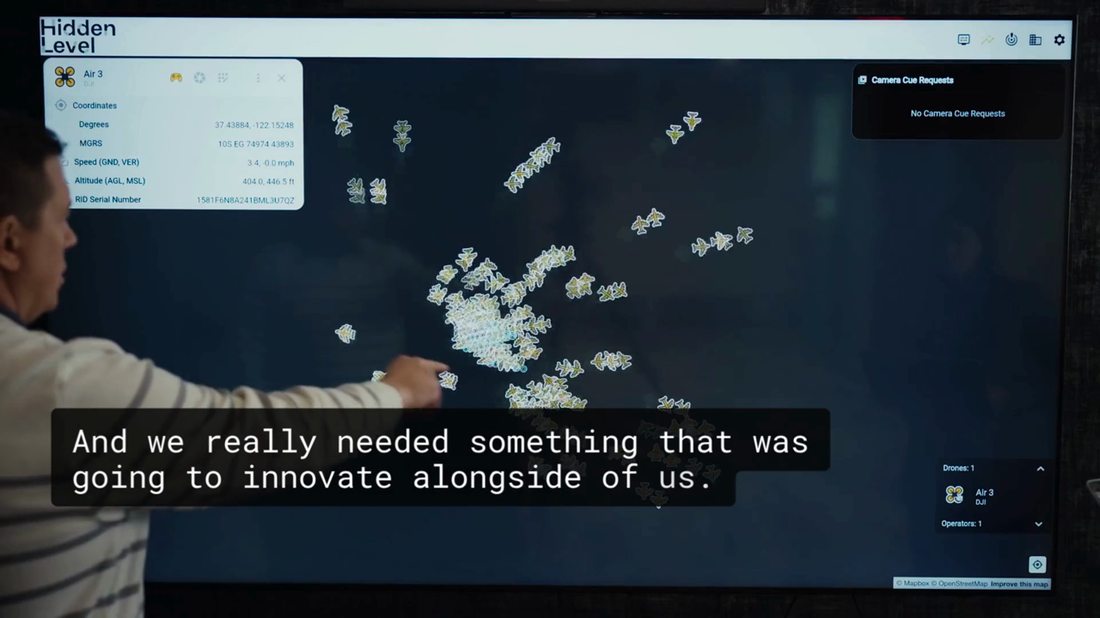 Hidden
Level
Air 3
DJI
Coordinates
Degrees 37.43884, -122.15248
MGRS 10S EG 74974 43893
Speed (GND, VER) 3.4, -0.0 mph
Altitude (AGL, MSL) 404.0, 446.5 ft
RID Serial Number 1581F6N8A241BML3U7QZ
Camera Cue Requests
No Camera Cue Requests
And we really needed something that was
going to innovate alongside of us.
Drones: 1
Air 3
DJI
Operators: 1
© Mapbox © OpenStreetMap Improve this map